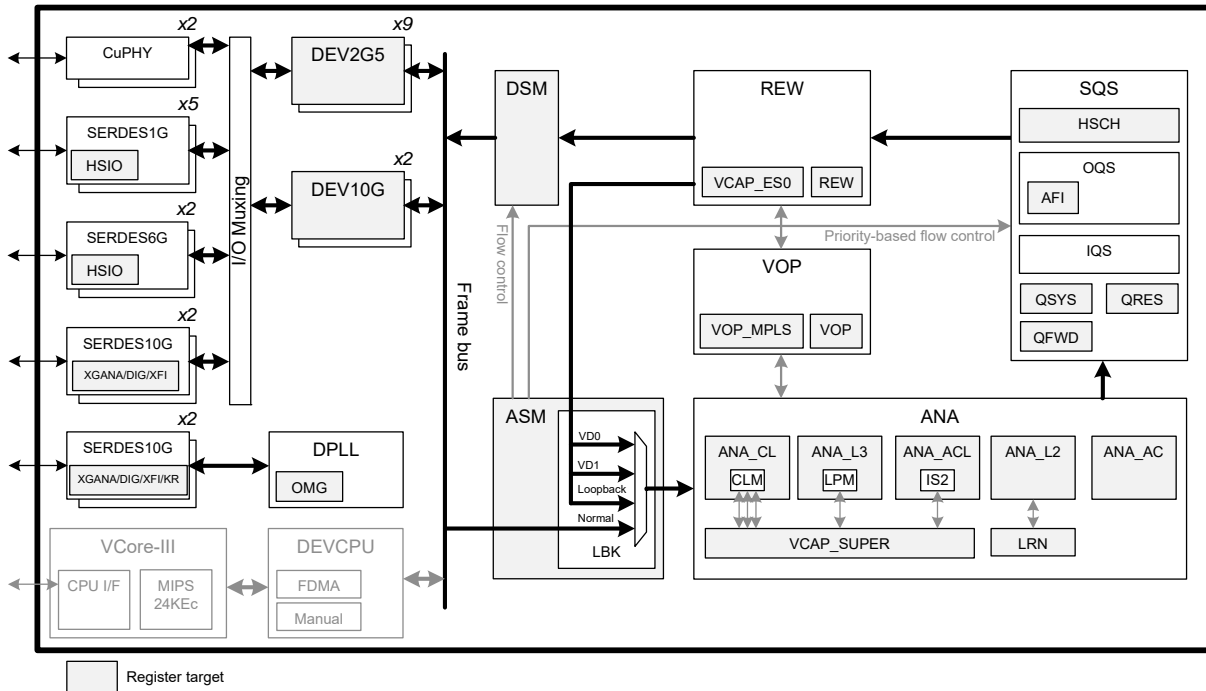 x2
CuPHY
x5
SERDES1G
HSIO
x2
SERDES6G
HSIO
x2
SERDES10G
XGANA/DIG/XFI
x2
SERDES10G
XGANA/DIG/XFI/KR
I/O Muxing
x9
DEV2G5
x2
DEV10G
DPLL
OMG
VCore-III
CPU I/F
MIPS
24KEc
DEVCPU
FDMA
Manual
Frame bus
DSM
Flow control
REW
VCAP_ES0
REW
Priority-based flow control
VOP
VOP_MPLS
VOP
SQS
HSCH
OQS
AFI
IQS
QSYS
QRES
QFWD
ASM
VD0
VD1
Loopback
Normal
LBK
ANA
ANA_CL
CLM
ANA_L3
LPM
ANA_ACL
IS2
ANA_L2
ANA_AC
VCAP_SUPER
LRN
Register target